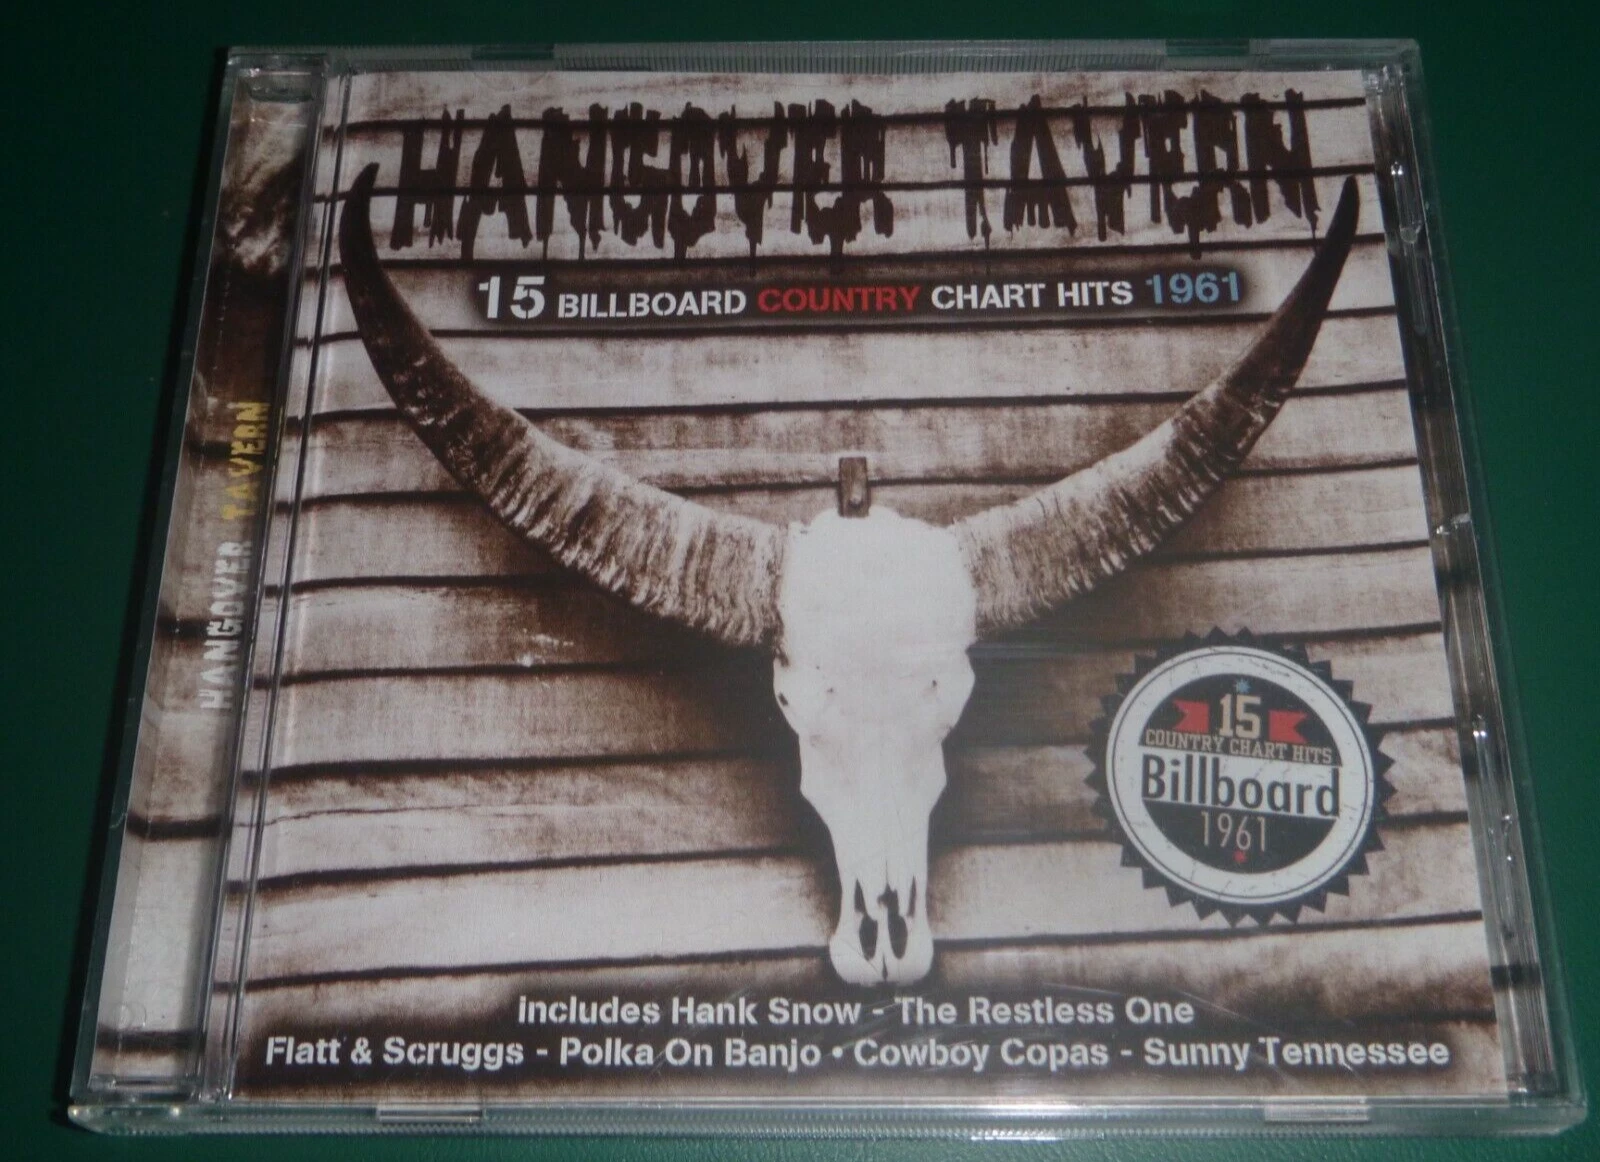 HANGOVER TAVERN
15 BILLBOARD COUNTRY CHART HITS 1961
HANGOVER TAVERN
15
COUNTRY CHART HITS
Billboard
1961
includes Hank Snow - The Restless One
Flatt & Scruggs - Polka On Banjo • Cowboy Copas - Sunny Tennessee